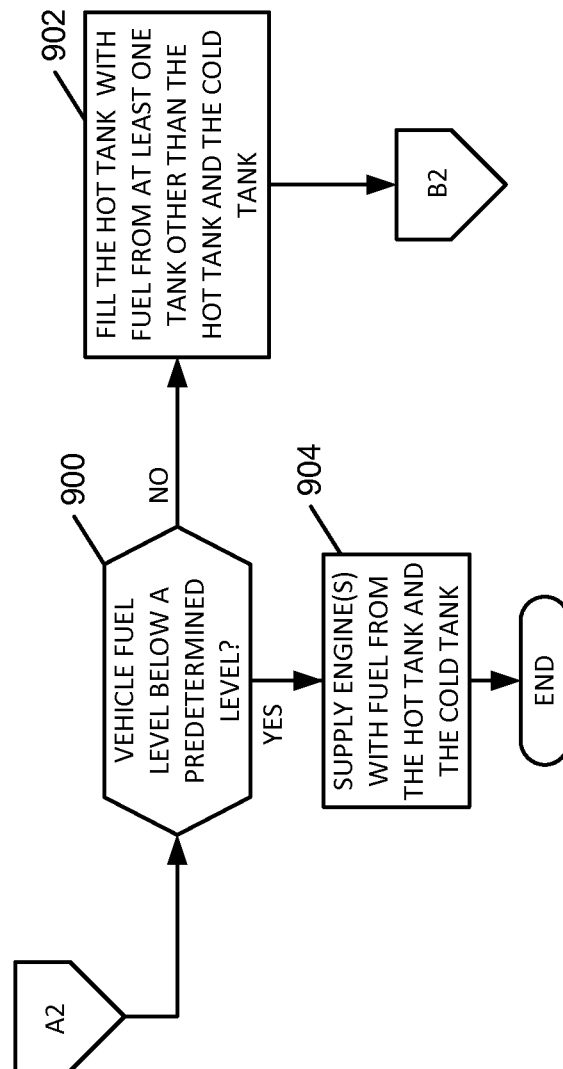 A2
900
VEHICLE FUEL
LEVEL BELOW A
PREDETERMINED
LEVEL?
NO
YES
902
FILL THE HOT TANK WITH
FUEL FROM AT LEAST ONE
TANK OTHER THAN THE
HOT TANK AND THE COLD
TANK
B2
904
SUPPLY ENGINE(S)
WITH FUEL FROM
THE HOT TANK AND
THE COLD TANK
END